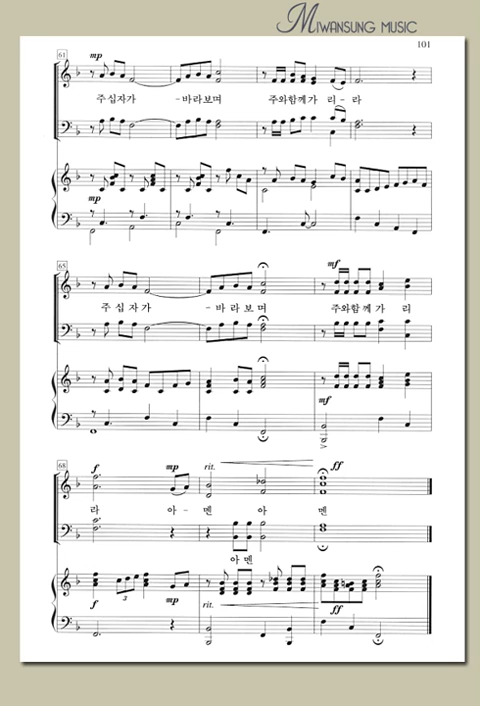 MIWANSUNG MUSIC
101
61
mp
주십자가 -바라보며 주와함께가 리-라
mp
65
mf
주 십 자가 -바 라 보 며 주와함께가 리
mf
68
f mp rit. ff
라 아-멘 아 멘
아 멘
f 3 mp rit. ff